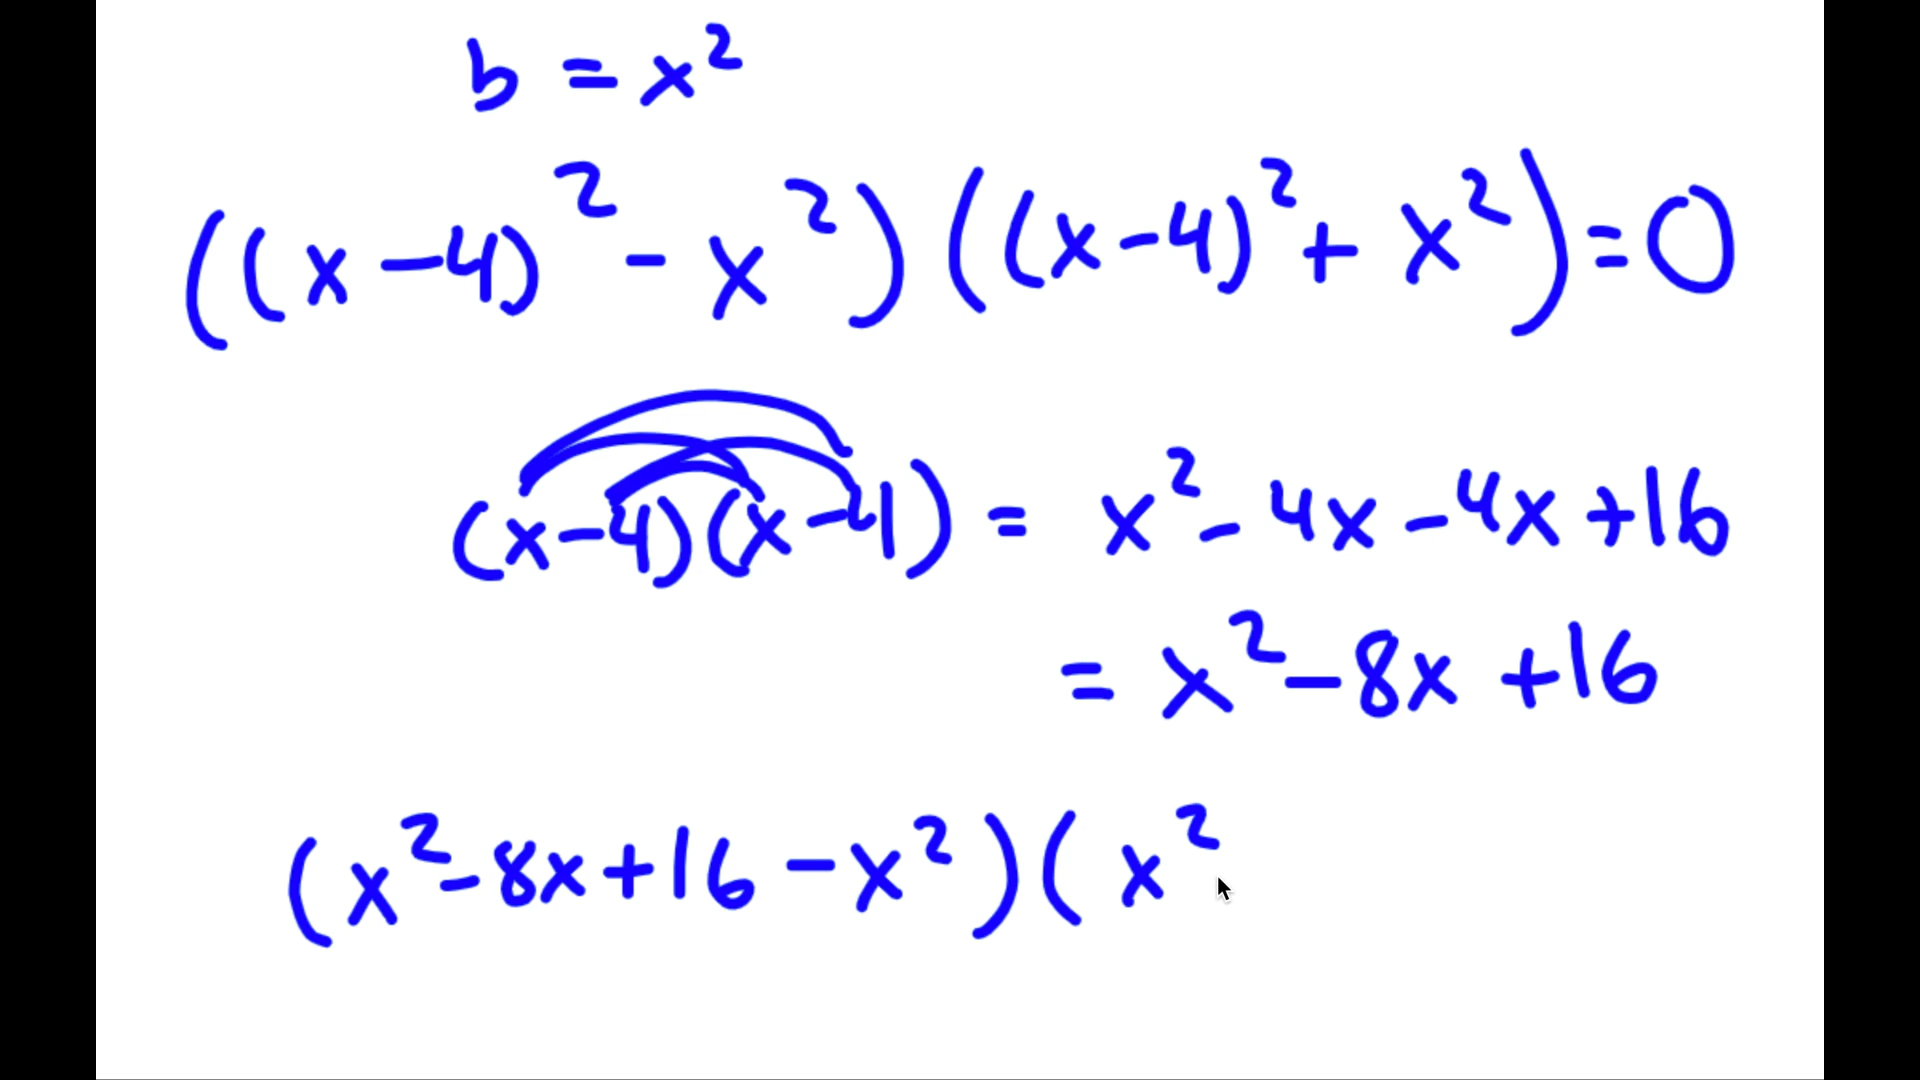 b = x²
((x-4)² - x²)((x-4)² + x²) = 0
(x-4)(x-4) = x² - 4x - 4x + 16
= x² - 8x + 16
(x² - 8x + 16 - x²)(x²